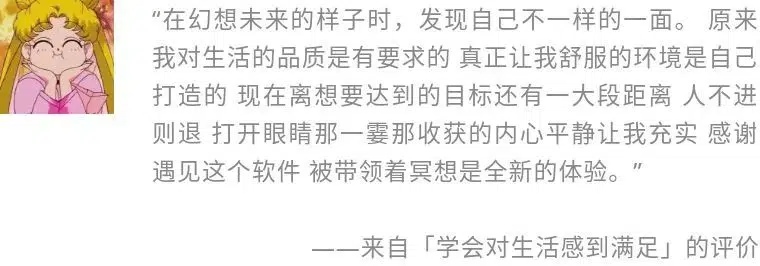 “在幻想未来的样子时，发现自己不一样的一面。 原来
我对生活的品质是有要求的 真正让我舒服的环境是自己
打造的 现在离想要达到的目标还有一大段距离 人不进
则退 打开眼睛那一霎那收获的内心平静让我充实 感谢
遇见这个软件 被带领着冥想是全新的体验。”
——来自「学会对生活感到满足」的评价